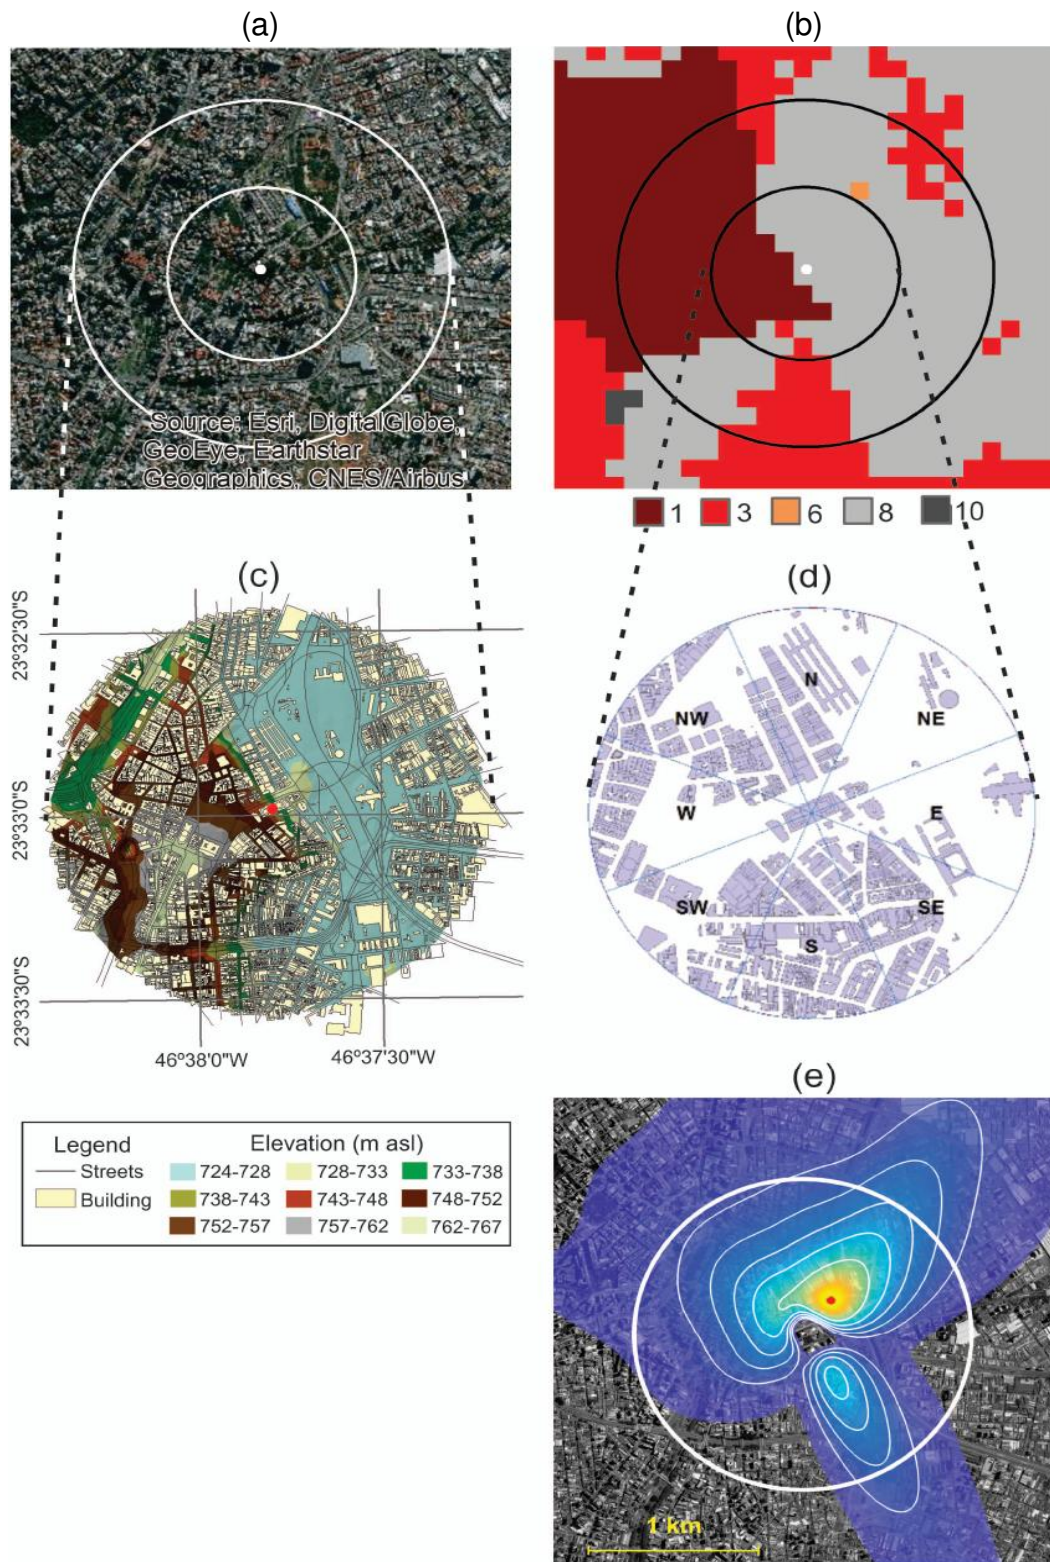 (a)
(b)
Source: Esri, DigitalGlobe,
GeoEye, Earthstar
Geographics, CNES/Airbus
1 3 6 8 10
(c)
(d)
23°32'30"S
23°33'0"S
23°33'30"S
46°38'0"W 46°37'30"W
N
NW NE
W E
SW SE
S
Legend
Streets
Building
Elevation (m asl)
724-728 728-733 733-738
738-743 743-748 748-752
752-757 757-762 762-767
(e)
1 km